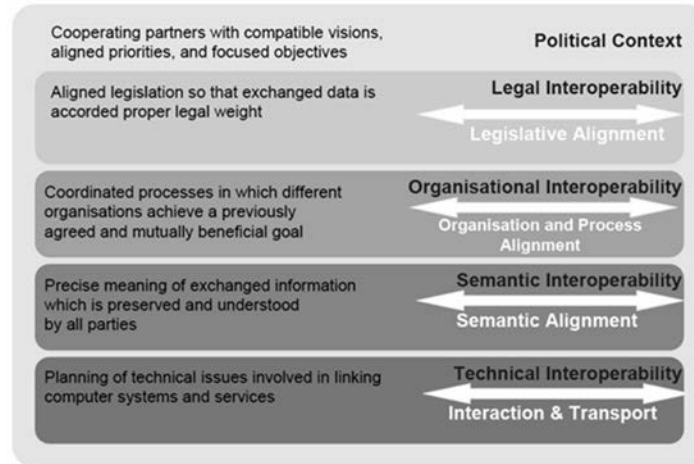 Cooperating partners with compatible visions,
aligned priorities, and focused objectives
Political Context
Aligned legislation so that exchanged data is
accorded proper legal weight
Legal Interoperability
Legislative Alignment
Coordinated processes in which different
organisations achieve a previously
agreed and mutually beneficial goal
Organisational Interoperability
Organisation and Process
Alignment
Precise meaning of exchanged information
which is preserved and understood
by all parties
Semantic Interoperability
Semantic Alignment
Planning of technical issues involved in linking
computer systems and services
Technical Interoperability
Interaction & Transport